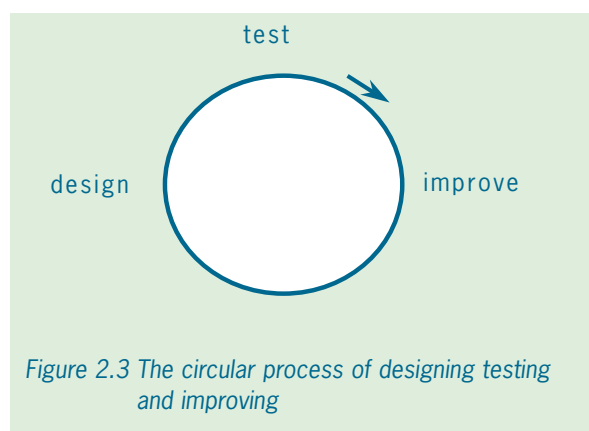 test
design
improve
Figure 2.3 The circular process of designing testing
and improving